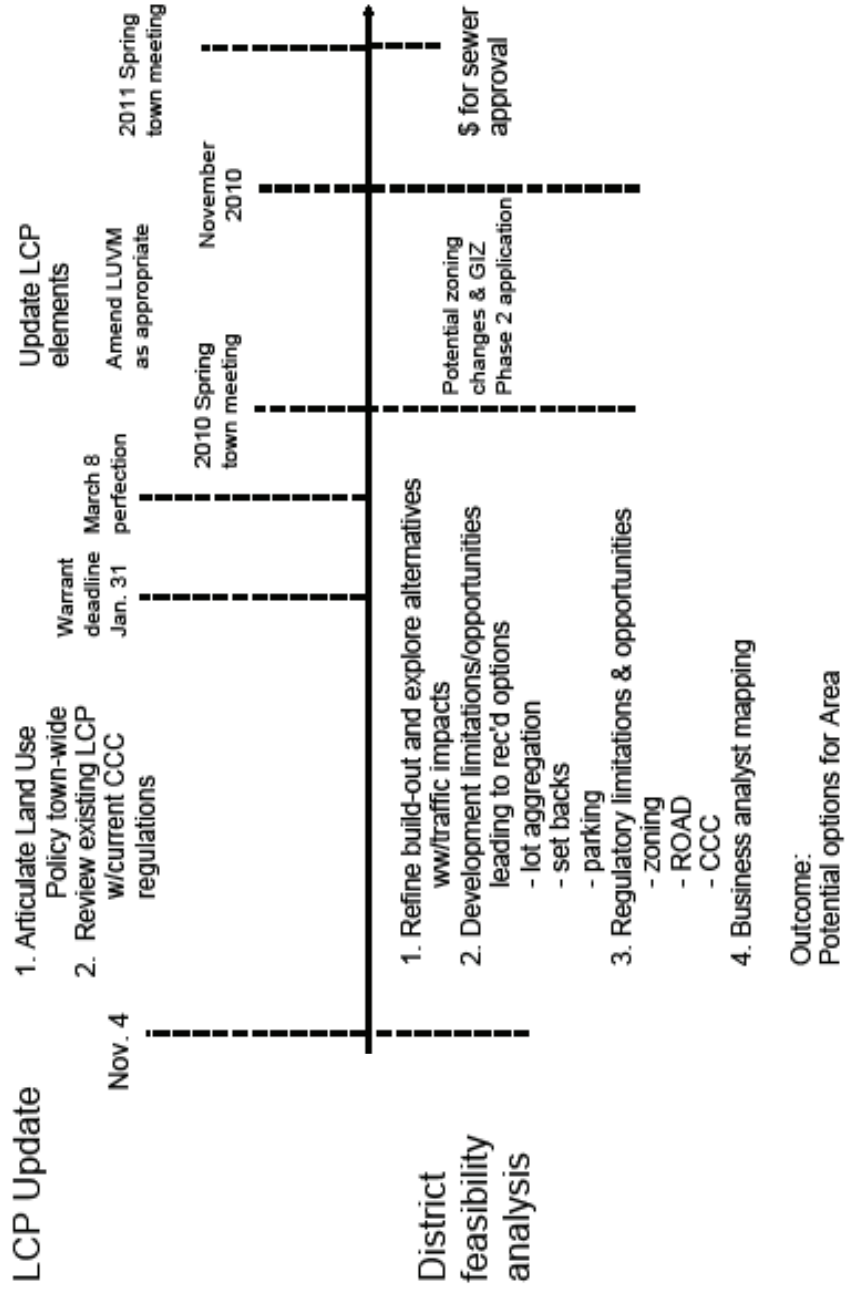 LCP Update
Nov. 4
1. Articulate Land Use
Policy town-wide
2. Review existing LCP
w/current CCC
regulations
Warrant
deadline
Jan. 31
March 8
perfection
2010 Spring
town meeting
Update LCP
elements
Amend LUVM
as appropriate
November
2010
2011 Spring
town meeting
District
feasibility
analysis
1. Refine build-out and explore alternatives
ww/traffic impacts
2. Development limitations/opportunities
leading to rec'd options
- lot aggregation
- set backs
- parking
3. Regulatory limitations & opportunities
- zoning
- ROAD
- CCC
4. Business analyst mapping
Outcome:
Potential options for Area
Potential zoning
changes & GIZ
Phase 2 application
$ for sewer
approval